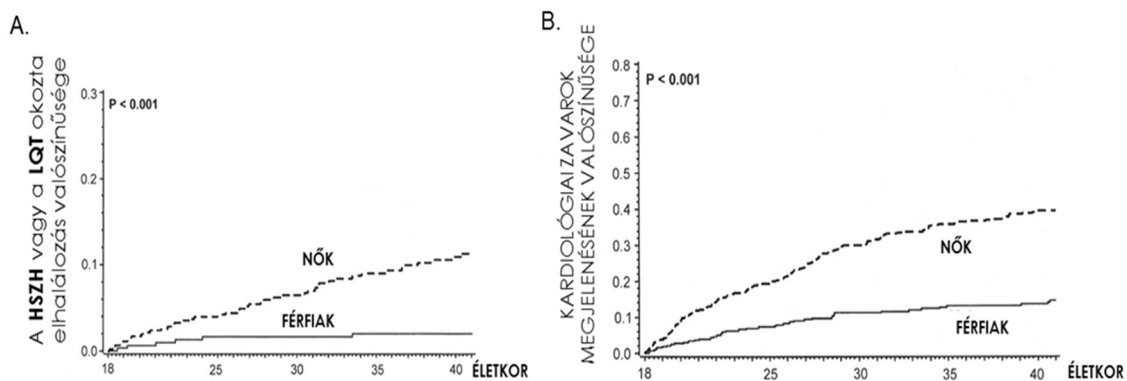 A.
A HSZH vagy a LQT okozta
elhalálozás valószínűsége
0.3
0.2
0.1
0.0
P < 0.001
NŐK
FÉRFIAK
18
25
30
35
40
ÉLETKOR
B.
KARDIOLÓGIAI ZAVAROK
MEGJELENÉSÉNEK VALÓSZÍNŰSÉGE
0.8
0.7
0.6
0.5
0.4
0.3
0.2
0.1
0.0
P < 0.001
NŐK
FÉRFIAK
18
25
30
35
40
ÉLETKOR